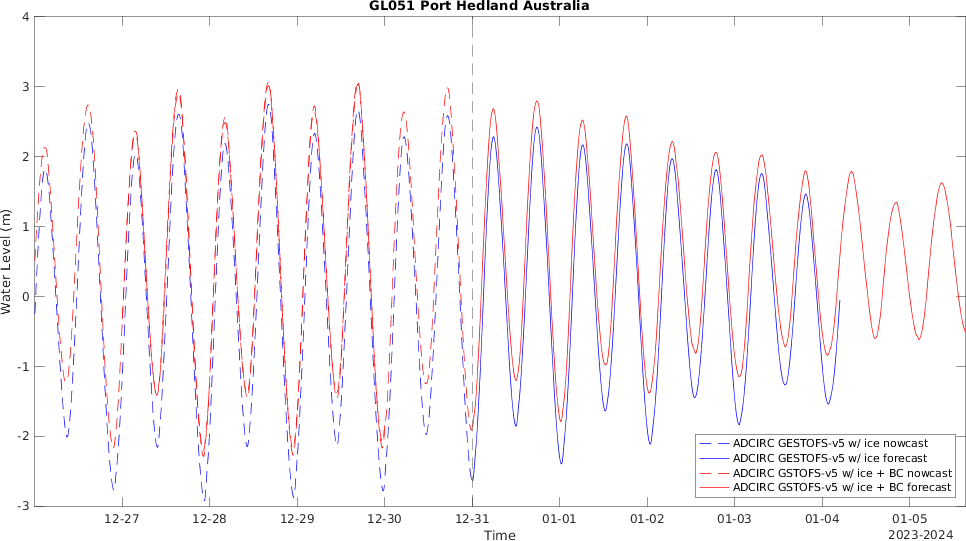 GL051 Port Hedland Australia
4
3
2
1
0
-1
-2
-3
Water Level (m)
12-27 12-28 12-29 12-30 12-31 01-01 01-02 01-03 01-04 01-05
Time
2023-2024
ADCIRC GESTOFS-v5 w/ ice nowcast
ADCIRC GESTOFS-v5 w/ ice forecast
ADCIRC GSTOFS-v5 w/ ice + BC nowcast
ADCIRC GSTOFS-v5 w/ ice + BC forecast